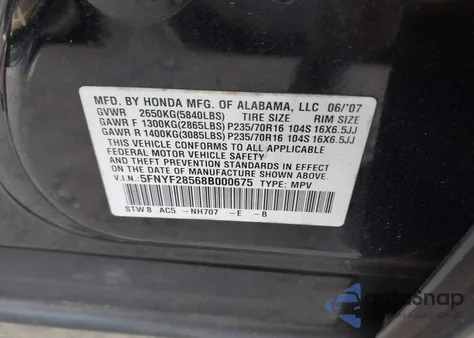 MFD. BY HONDA MFG. OF ALABAMA, LLC 06/'07
GVWR 2650KG(5840LBS) TIRE SIZE RIM SIZE
GAWR F 1300KG(2865LBS) P235/70R16 104S 16X6.5JJ
GAWR R 1400KG(3085LBS) P235/70R16 104S 16X6.5JJ
THIS VEHICLE CONFORMS TO ALL APPLICABLE
FEDERAL MOTOR VEHICLE SAFETY
AND THEFT PREVENTION STANDARDS IN EFFECT ON
THE DATE OF MANUFACTURE SHOWN ABOVE.
V.I.N.: 5FNYF28568B000675 TYPE: MPV
STW8 AC5 -NH707 -E -B
AutoSnap